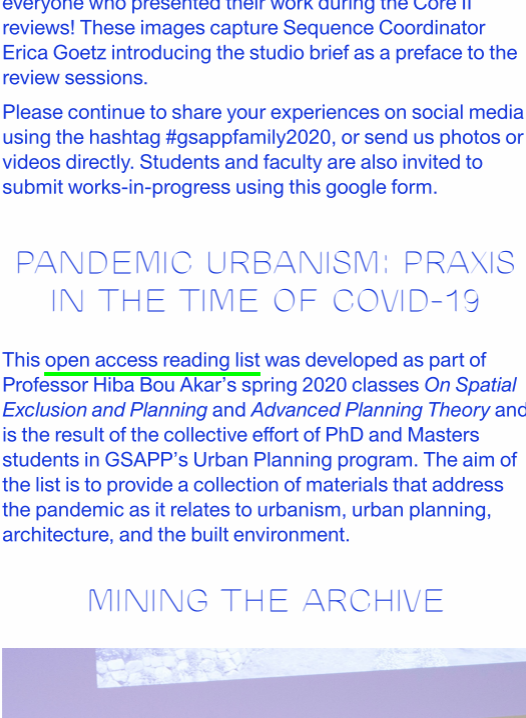 everyone who presented their work during the Core II
reviews! These images capture Sequence Coordinator
Erica Goetz introducing the studio brief as a preface to the
review sessions.
Please continue to share your experiences on social media
using the hashtag #gsappfamily2020, or send us photos or
videos directly. Students and faculty are also invited to
submit works-in-progress using this google form.
PANDEMIC URBANISM: PRAXIS
IN THE TIME OF COVID-19
This open access reading list was developed as part of
Professor Hiba Bou Akar’s spring 2020 classes On Spatial
Exclusion and Planning and Advanced Planning Theory and
is the result of the collective effort of PhD and Masters
students in GSAPP’s Urban Planning program. The aim of
the list is to provide a collection of materials that address
the pandemic as it relates to urbanism, urban planning,
architecture, and the built environment.
MINING THE ARCHIVE